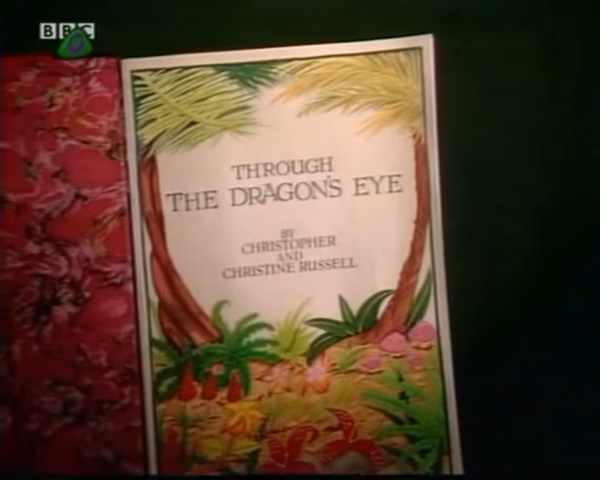 BBC
THROUGH
THE DRAGON'S EYE
BY
CHRISTOPHER
AND
CHRISTINE RUSSELL